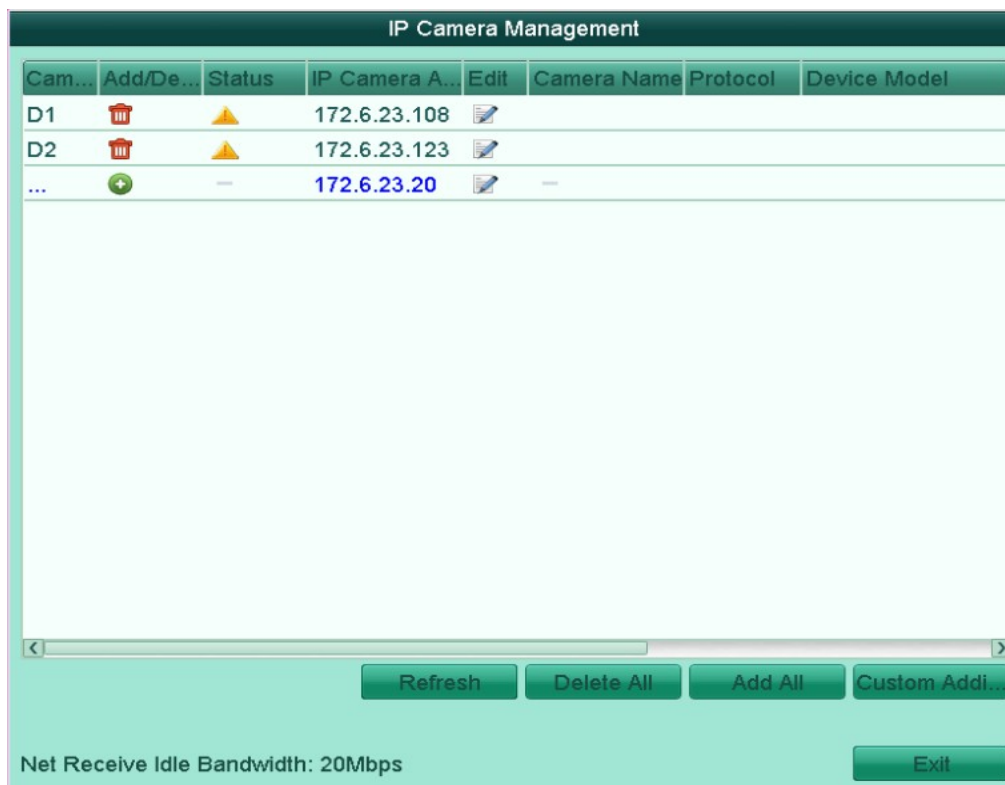 IP Camera Management
Cam... Add/De... Status IP Camera A... Edit Camera Name Protocol Device Model
D1 172.6.23.108
D2 172.6.23.123
... — 172.6.23.20 —
Refresh Delete All Add All Custom Addi...
Net Receive Idle Bandwidth: 20Mbps Exit